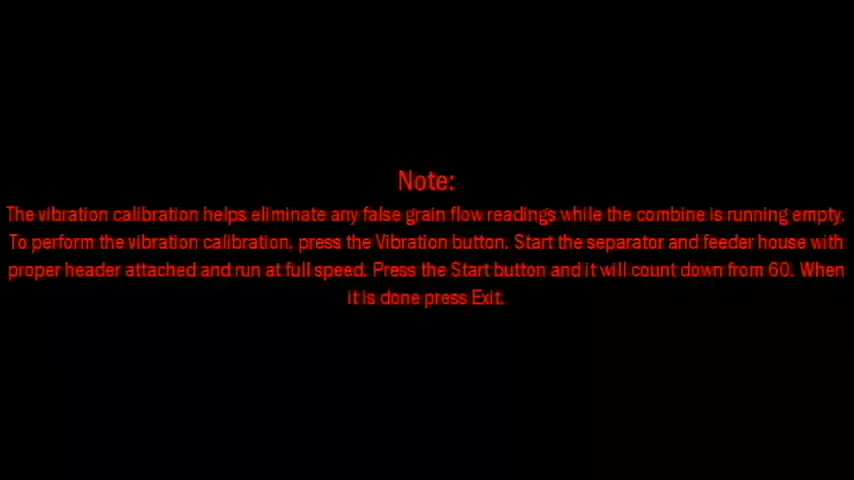 Note:
The vibration calibration helps eliminate any false grain flow readings while the combine is running empty.
To perform the vibration calibration, press the Vibration button. Start the separator and feeder house with
proper header attached and run at full speed. Press the Start button and it will count down from 60. When
it is done press Exit.